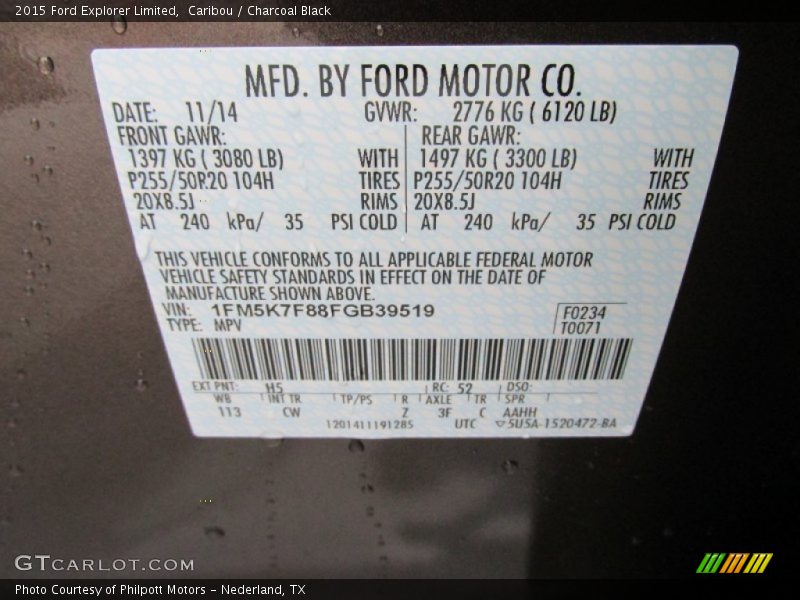 2015 Ford Explorer Limited,  Caribou / Charcoal Black
MFD. BY FORD MOTOR CO.
DATE: 11/14 GVWR: 2776 KG ( 6120 LB)
FRONT GAWR: REAR GAWR:
1397 KG ( 3080 LB) WITH 1497 KG ( 3300 LB) WITH
P255/50R20 104H TIRES P255/50R20 104H TIRES
20X8.5J RIMS 20X8.5J RIMS
AT 240 kPa/ 35 PSI COLD AT 240 kPa/ 35 PSI COLD
THIS VEHICLE CONFORMS TO ALL APPLICABLE FEDERAL MOTOR
VEHICLE SAFETY STANDARDS IN EFFECT ON THE DATE OF
MANUFACTURE SHOWN ABOVE.
VIN: 1FM5K7F88FGB39519 F0234
TYPE: MPV T0071
EXT PNT: H5 RC: 52 DSO:
WB INT TR TP/PS R AXLE TR SPR
113 CW Z 3F C AAHH
1201411191285 UTC ▽5U5A-1520472-BA
GTCARLOT.COM
Photo Courtesy of Philpott Motors - Nederland, TX